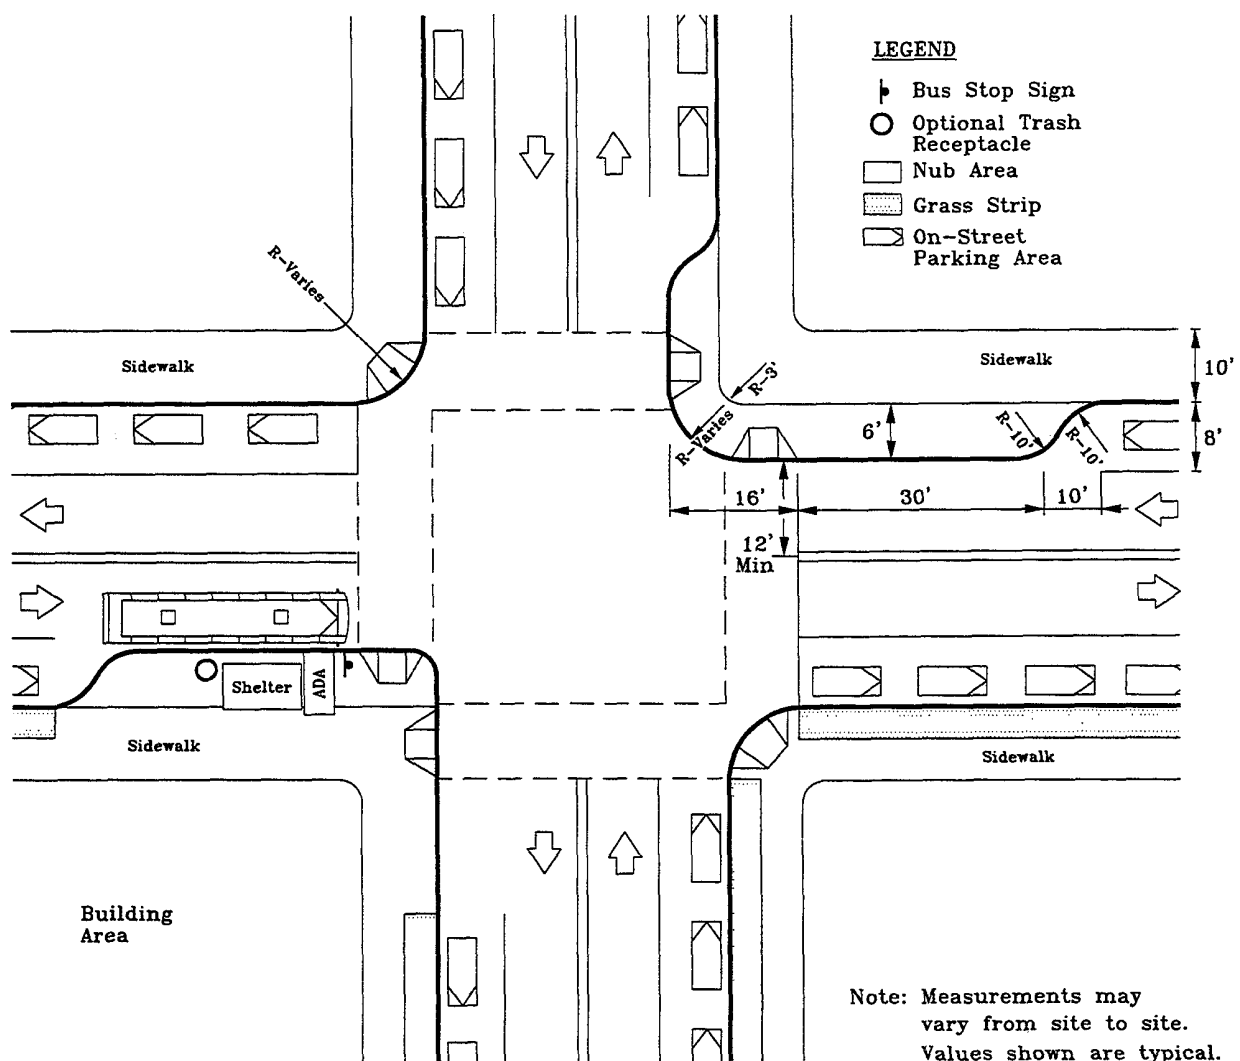 LEGEND
Bus Stop Sign
Optional Trash
Receptacle
Nub Area
Grass Strip
On-Street
Parking Area
R-Varies
Sidewalk
Sidewalk
10'
R-3'
R-Varies
6'
R-10'
R-10'
8'
16'
30'
10'
12'
Min
Shelter
ADA
Sidewalk
Sidewalk
Building
Area
Note: Measurements may
vary from site to site.
Values shown are typical.